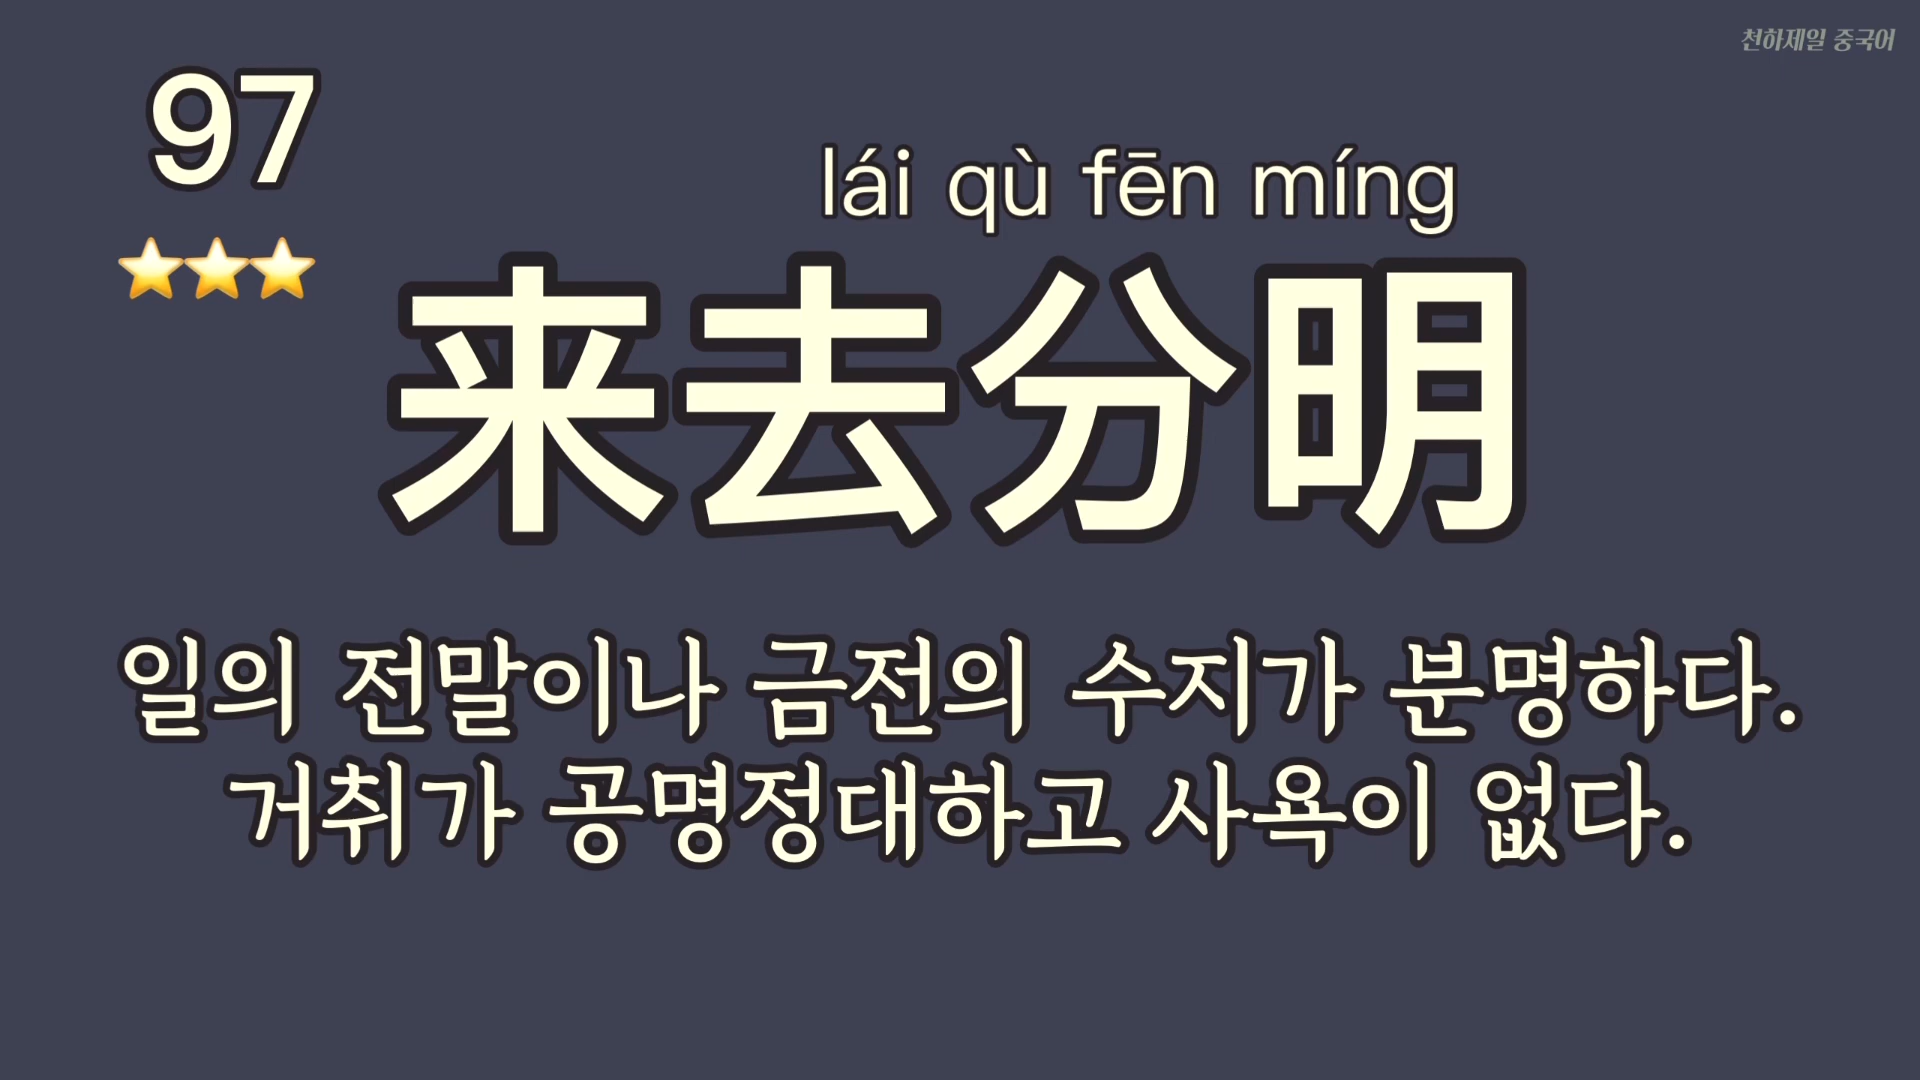 천하제일 중국어
97
lái qù fēn míng
⭐⭐⭐
来去分明
일의 전말이나 금전의 수지가 분명하다.
거취가 공명정대하고 사욕이 없다.